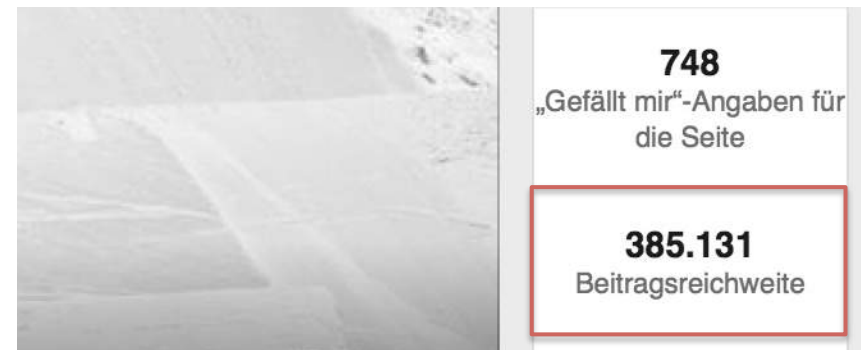 748
„Gefällt mir“-Angaben für
die Seite
385.131
Beitragsreichweite